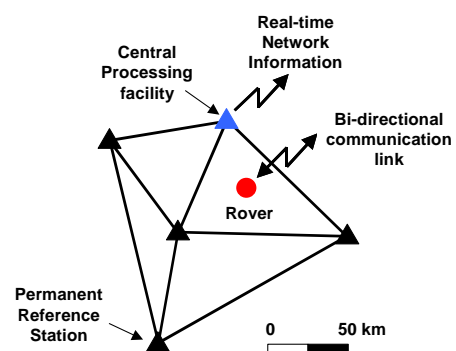 Real-time
Network
Information
Central
Processing
facility
Bi-directional
communication
link
Rover
Permanent
Reference
Station
0 50 km